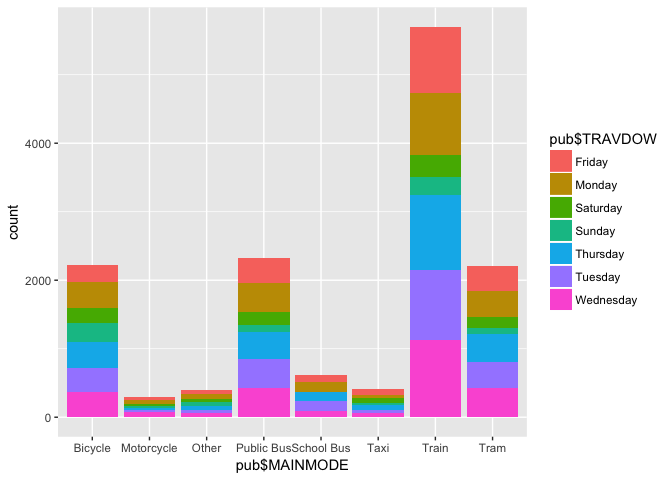 4000
2000
0
count
Bicycle Motorcycle Other Public Bus School Bus Taxi Train Tram
pub$MAINMODE
pub$TRAVDOW
Friday
Monday
Saturday
Sunday
Thursday
Tuesday
Wednesday